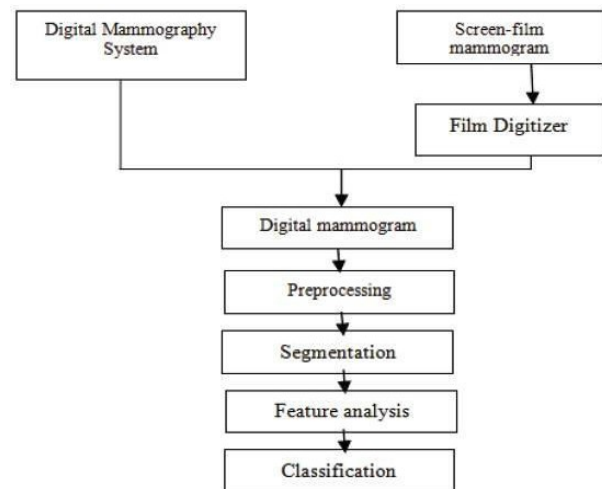 Digital Mammography
System
Screen-film
mammogram
Film Digitizer
Digital mammogram
Preprocessing
Segmentation
Feature analysis
Classification